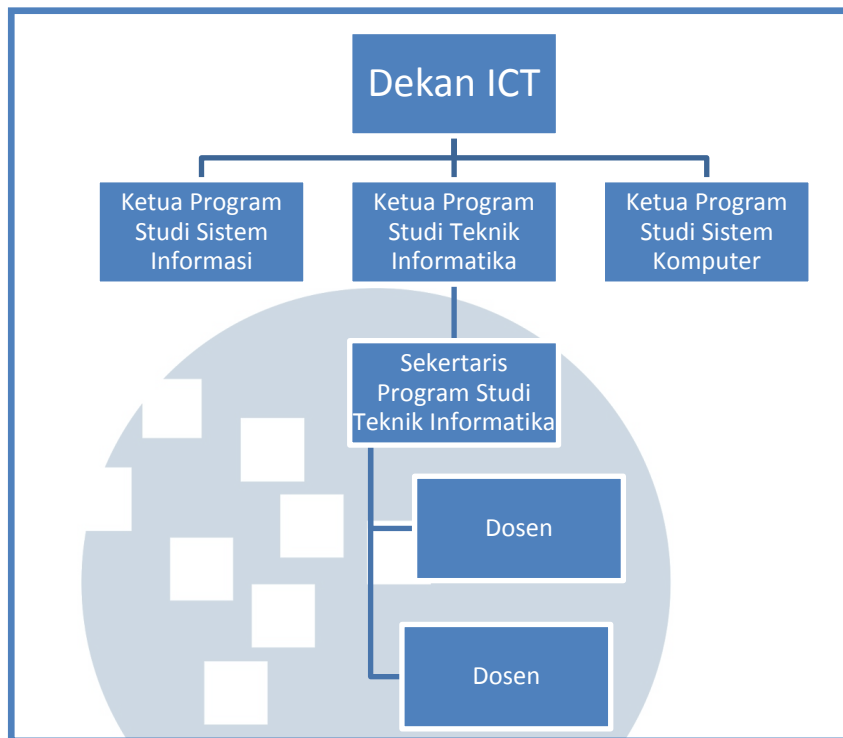 Dekan ICT
Ketua Program
Studi Sistem
Informasi
Ketua Program
Studi Teknik
Informatika
Ketua Program
Studi Sistem
Komputer
Sekertaris
Program Studi
Teknik Informatika
Dosen
Dosen